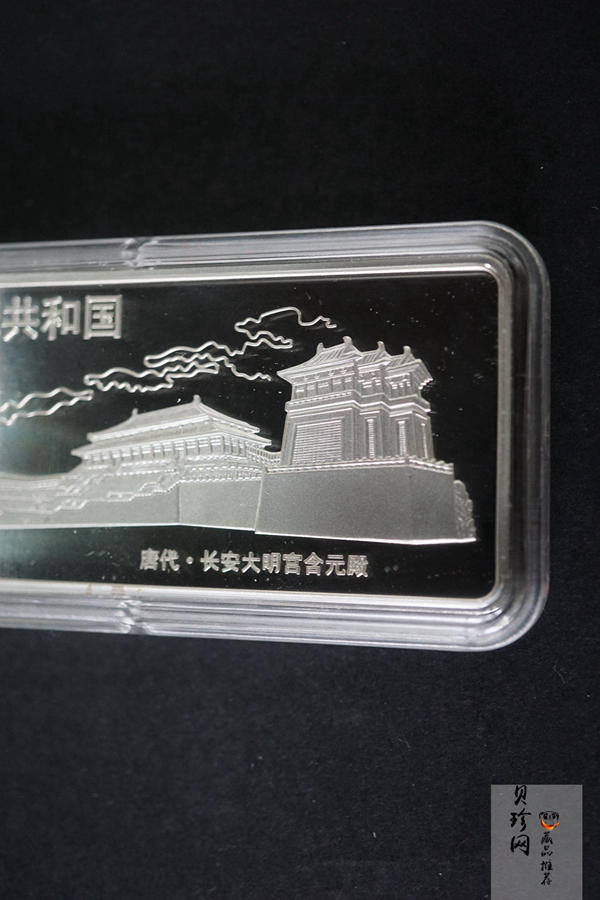 共和国
唐代·长安大明宫含元殿
贝珍网
藏品推荐